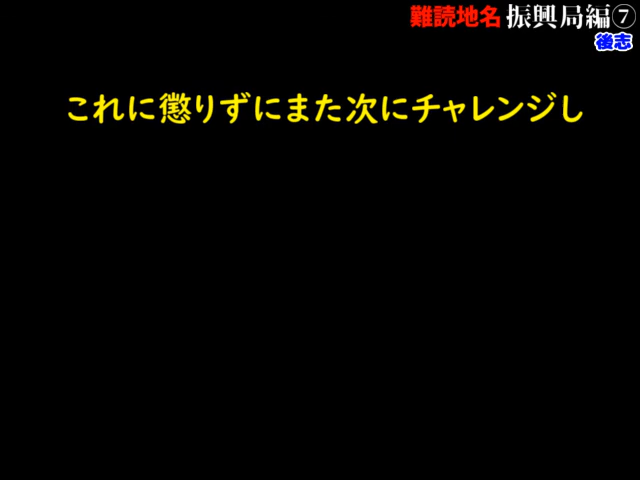 難読地名 振興局編⑦
後志
これに懲りずにまた次にチャレンジし